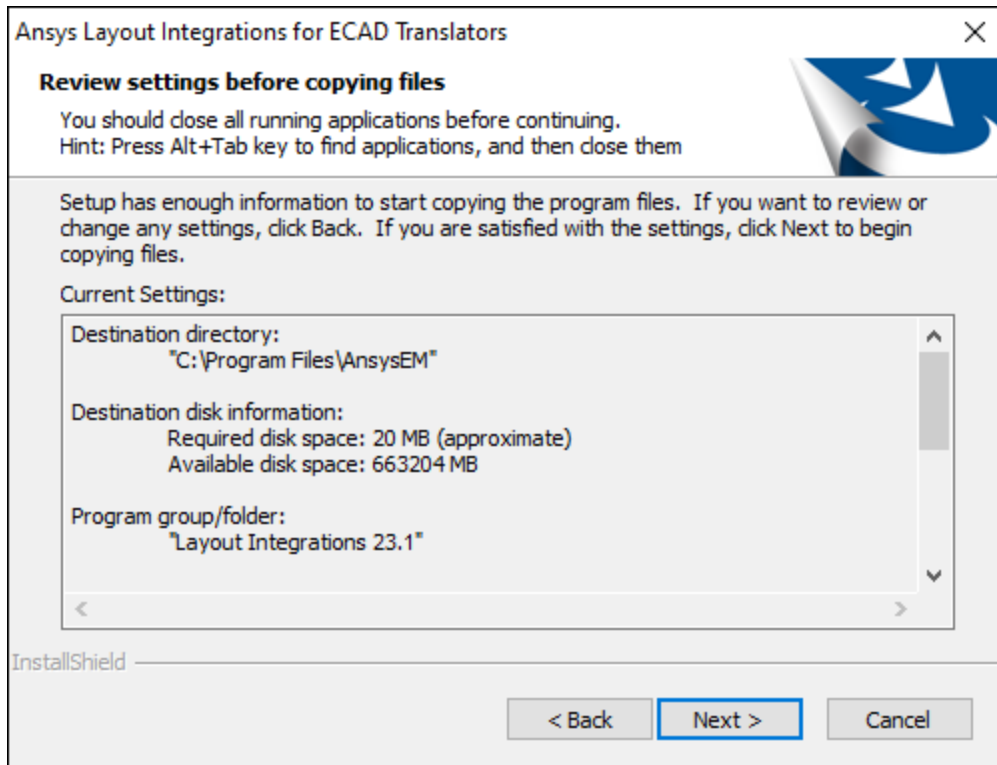 Ansys Layout Integrations for ECAD Translators
Review settings before copying files
You should close all running applications before continuing.
Hint: Press Alt+Tab key to find applications, and then close them
Setup has enough information to start copying the program files.  If you want to review or
change any settings, click Back.  If you are satisfied with the settings, click Next to begin
copying files.
Current Settings:
Destination directory:
"C:\Program Files\AnsysEM"
Destination disk information:
Required disk space: 20 MB (approximate)
Available disk space: 663204 MB
Program group/folder:
"Layout Integrations 23.1"
InstallShield
< Back
Next >
Cancel